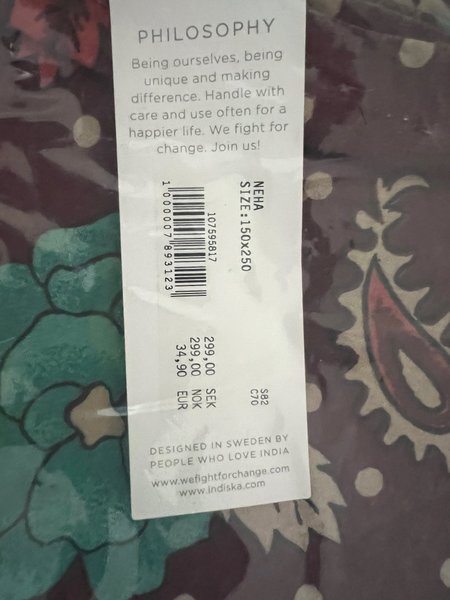 PHILOSOPHY
Being ourselves, being
unique and making
difference. Handle with
care and use often for a
happier life. We fight for
change. Join us!
NEHA
SIZE:150x250
107595817
1000007893123
299,00 SEK
299,00 NOK
34,90 EUR
S82
C70
DESIGNED IN SWEDEN BY
PEOPLE WHO LOVE INDIA
www.wefightforchange.com
www.indiska.com